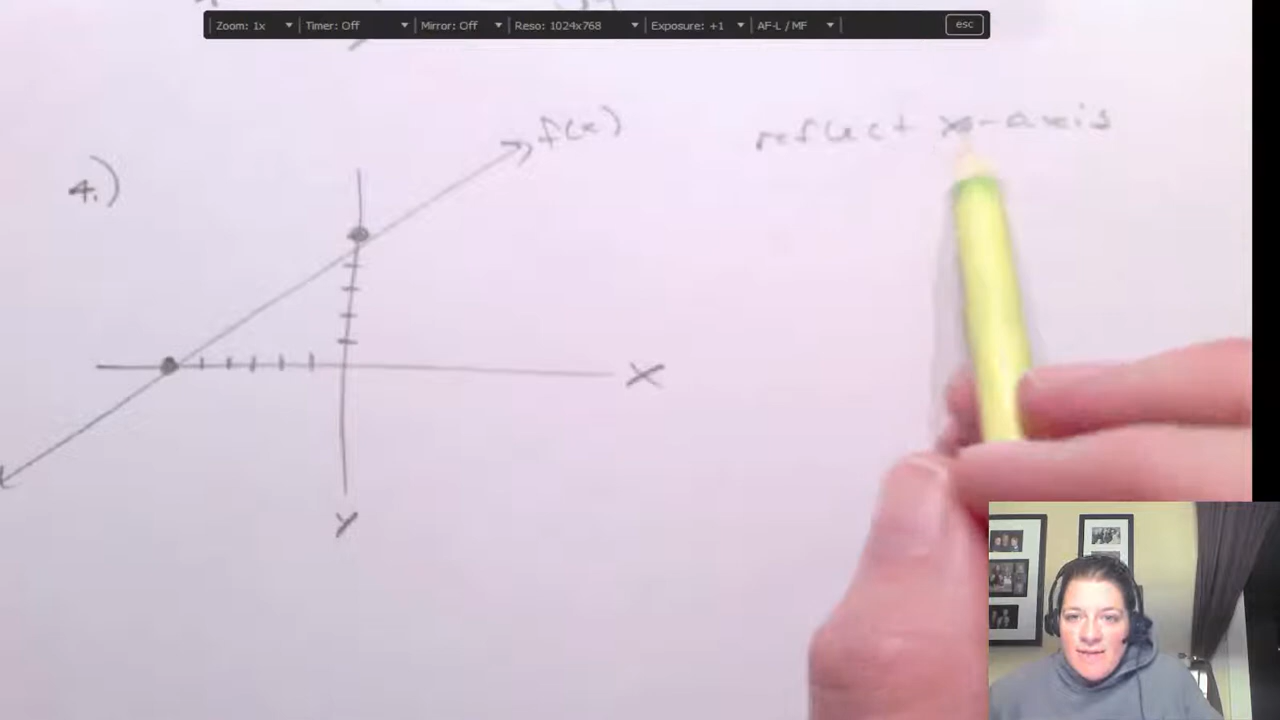 Zoom: 1x Timer: Off Mirror: Off Reso: 1024x768 Exposure: +1 AF-L / MF esc
f(x)
reflect x-axis
4.)
X
Y